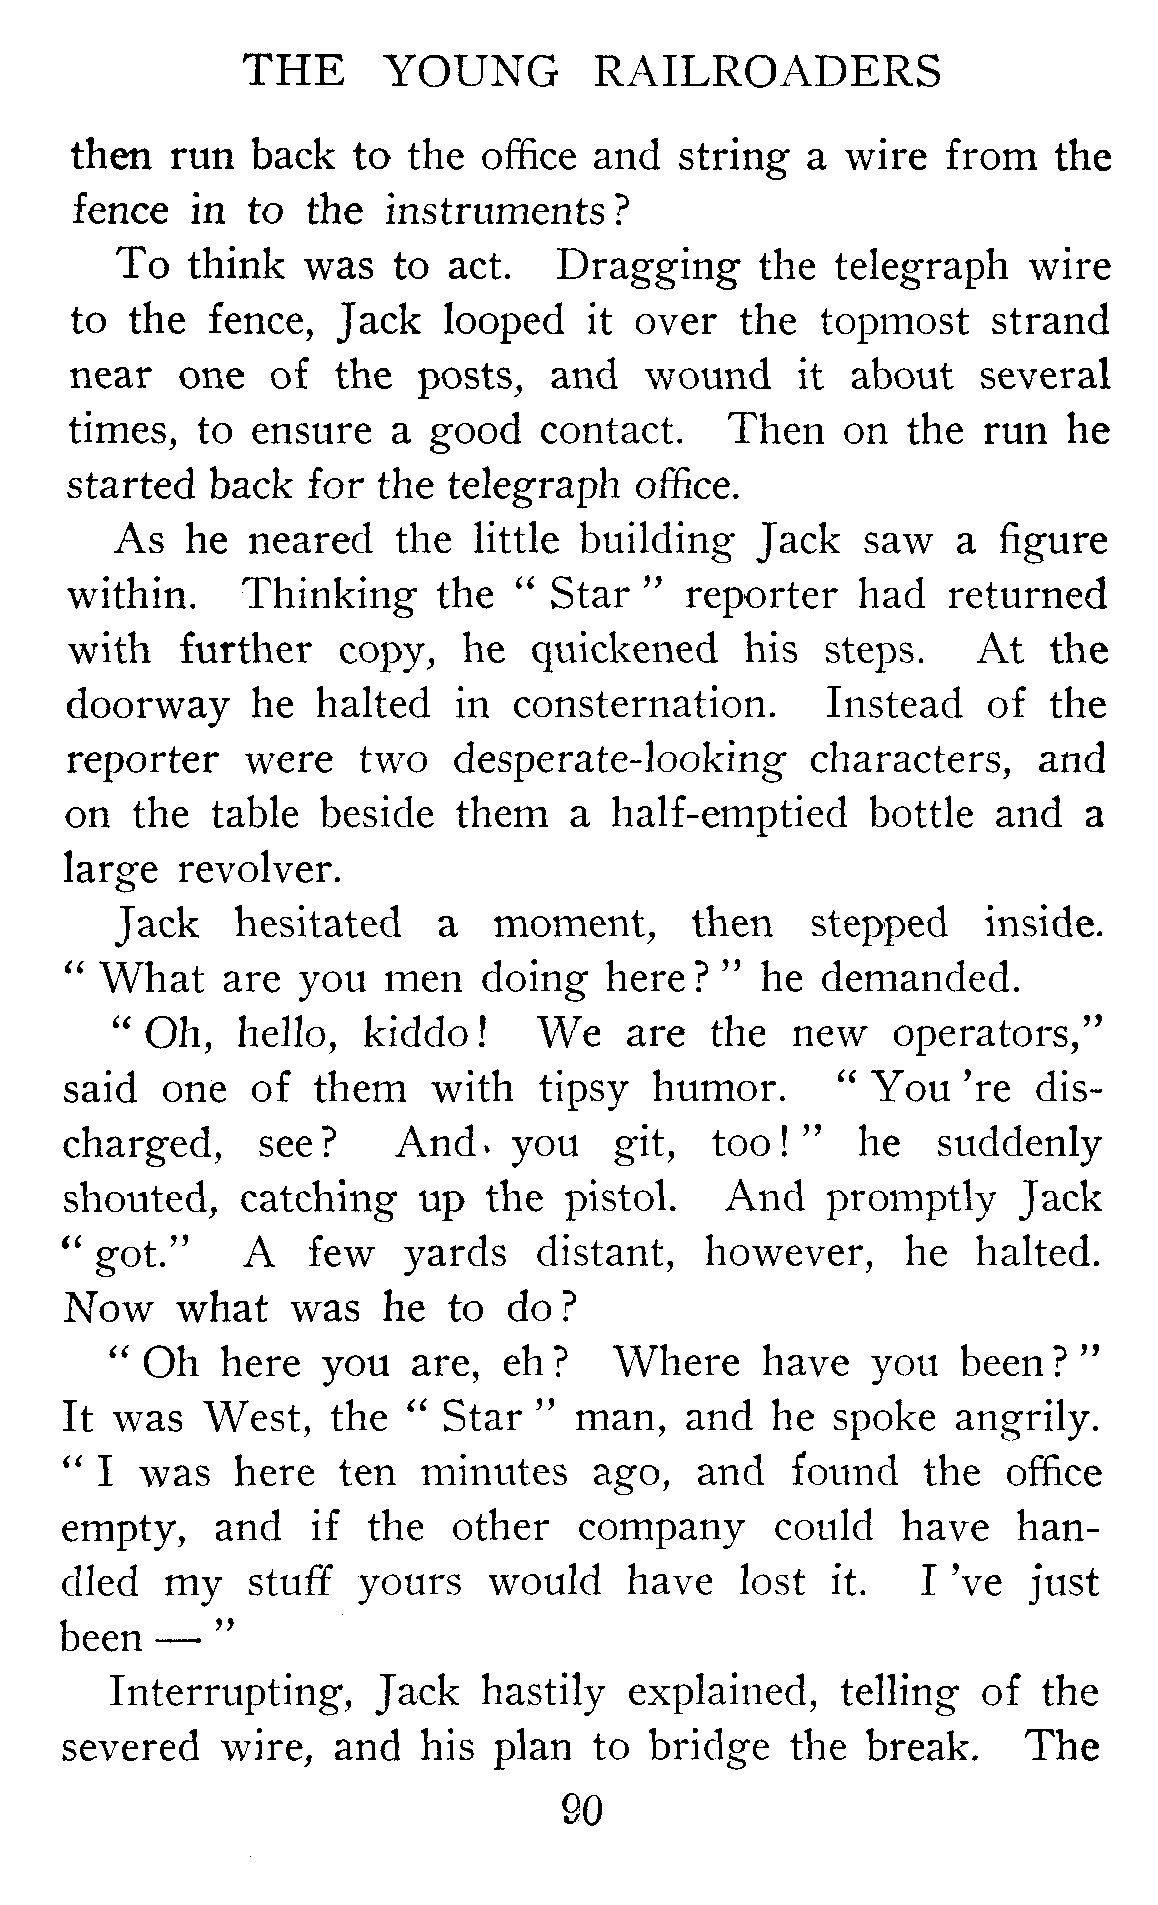 THE YOUNG RAILROADERS
then run back to the office and string a wire from the
fence in to the instruments?
To think was to act. Dragging the telegraph wire
to the fence, Jack looped it over the topmost strand
near one of the posts, and wound it about several
times, to ensure a good contact. Then on the run he
started back for the telegraph office.
As he neared the little building Jack saw a figure
within. Thinking the " Star " reporter had returned
with further copy, he quickened his steps. At the
doorway he halted in consternation. Instead of the
reporter were two desperate-looking characters, and
on the table beside them a half-emptied bottle and a
large revolver.
Jack hesitated a moment, then stepped inside.
" What are you men doing here? " he demanded.
" Oh, hello, kiddo! We are the new operators,"
said one of them with tipsy humor. " You 're dis-
charged, see? And you git, too! " he suddenly
shouted, catching up the pistol. And promptly Jack
" got." A few yards distant, however, he halted.
Now what was he to do?
" Oh here you are, eh? Where have you been? "
It was West, the " Star " man, and he spoke angrily.
" I was here ten minutes ago, and found the office
empty, and if the other company could have han-
dled my stuff yours would have lost it. I 've just
been — "
Interrupting, Jack hastily explained, telling of the
severed wire, and his plan to bridge the break. The
90